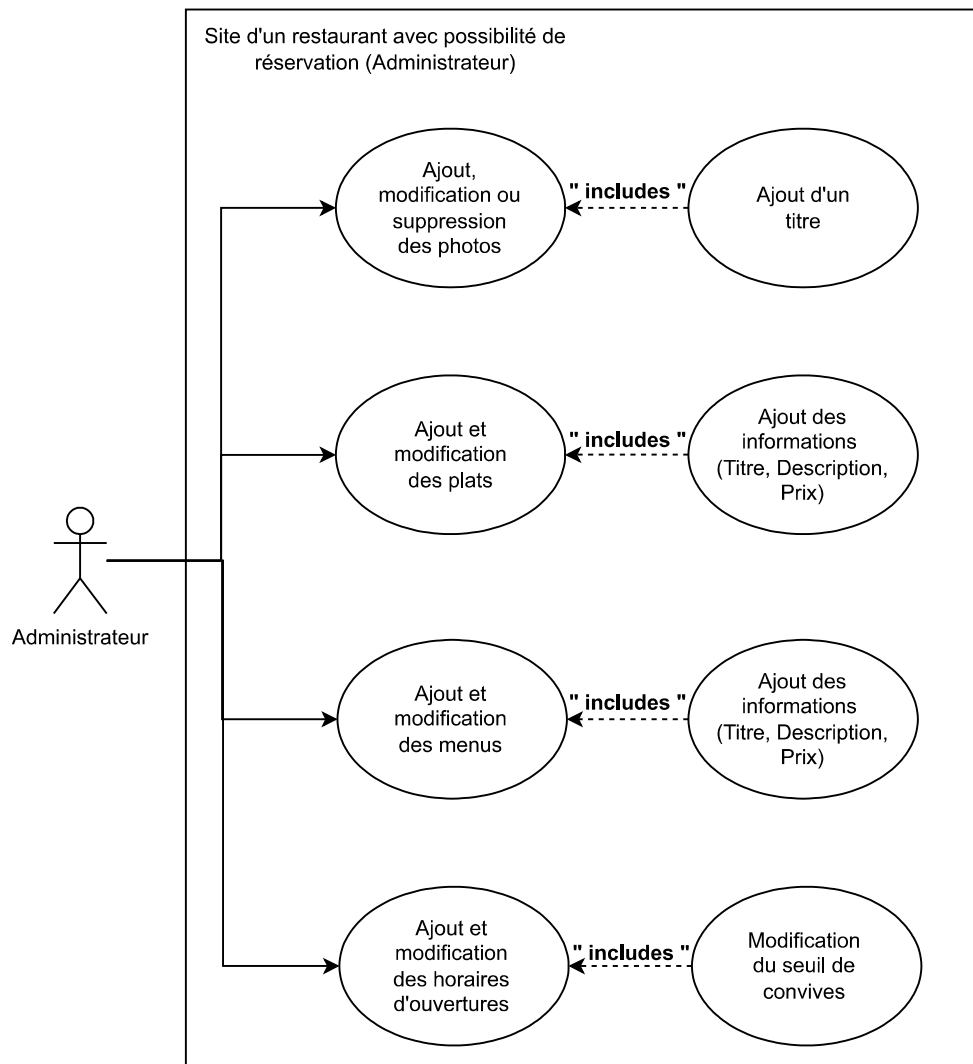 Site d'un restaurant avec possibilité de
réservation (Administrateur)
Ajout,
modification ou
suppression
des photos
" includes "
Ajout d'un
titre
Ajout et
modification
des plats
" includes "
Ajout des
informations
(Titre, Description,
Prix)
Administrateur
Ajout et
modification
des menus
" includes "
Ajout des
informations
(Titre, Description,
Prix)
Ajout et
modification
des horaires
d'ouvertures
" includes "
Modification
du seuil de
convives